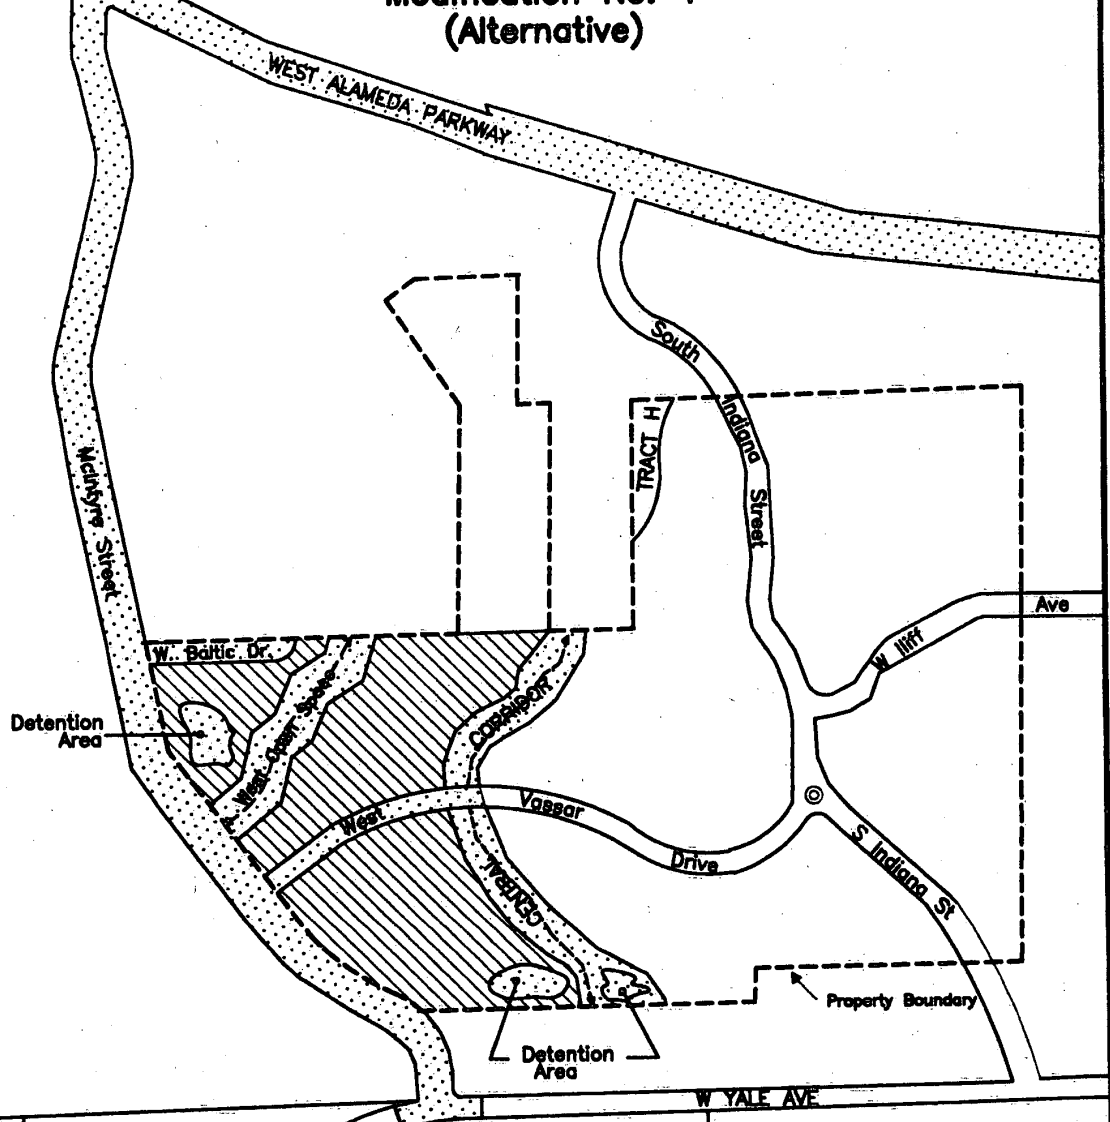 (Alternative)
WEST ALAMEDA PARKWAY
South
Indiana
Street
TRACT H
McIntyre Street
Ave
W Iliff
W. Baltic Dr.
West Open Space
CORRIDOR
Detention
Area
West
Vassar
Drive
CENTRAL
S Indiana St
Property Boundary
Detention
Area
W YALE AVE